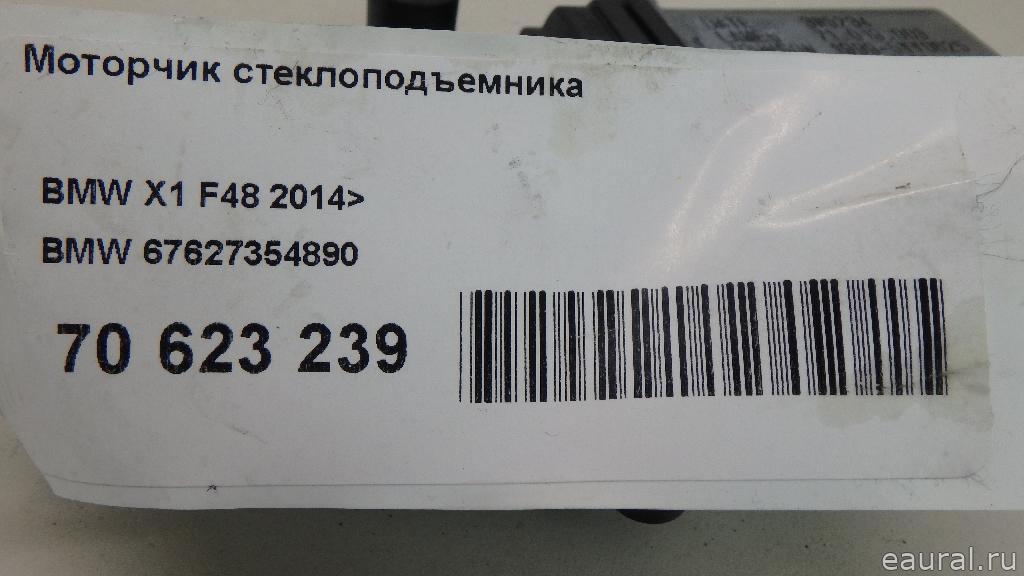 Моторчик стеклоподъемника
BMW X1 F48 2014>
BMW 67627354890
70 623 239
eaural.ru